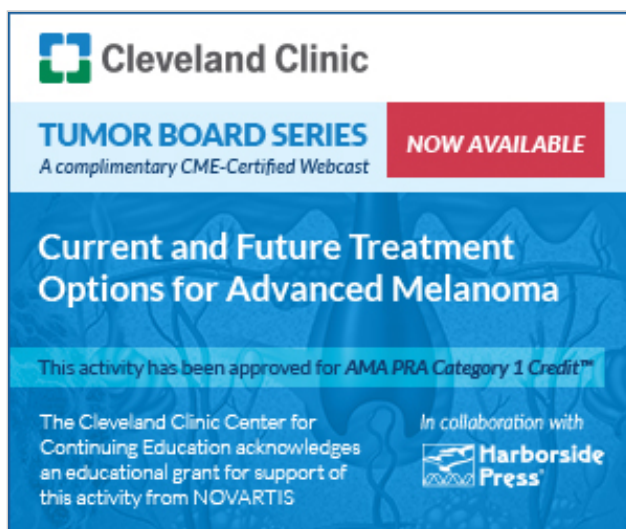 Cleveland Clinic
TUMOR BOARD SERIES
A complimentary CME-Certified Webcast
NOW AVAILABLE
Current and Future Treatment
Options for Advanced Melanoma
This activity has been approved for AMA PRA Category 1 Credit™
The Cleveland Clinic Center for
Continuing Education acknowledges
an educational grant for support of
this activity from NOVARTIS
In collaboration with
Harborside
Press®